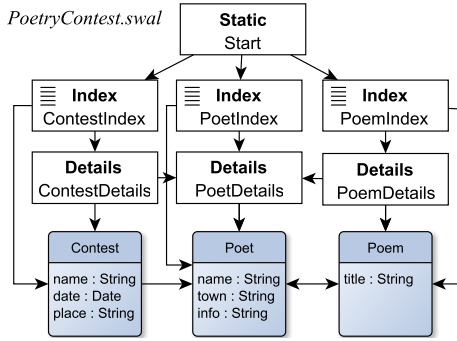 PoetryContest.swal
Static
Start
Index
ContestIndex
Index
PoetIndex
Index
PoemIndex
Details
ContestDetails
Details
PoetDetails
Details
PoemDetails
Contest
name : String
date : Date
place : String
Poet
name : String
town : String
info : String
Poem
title : String